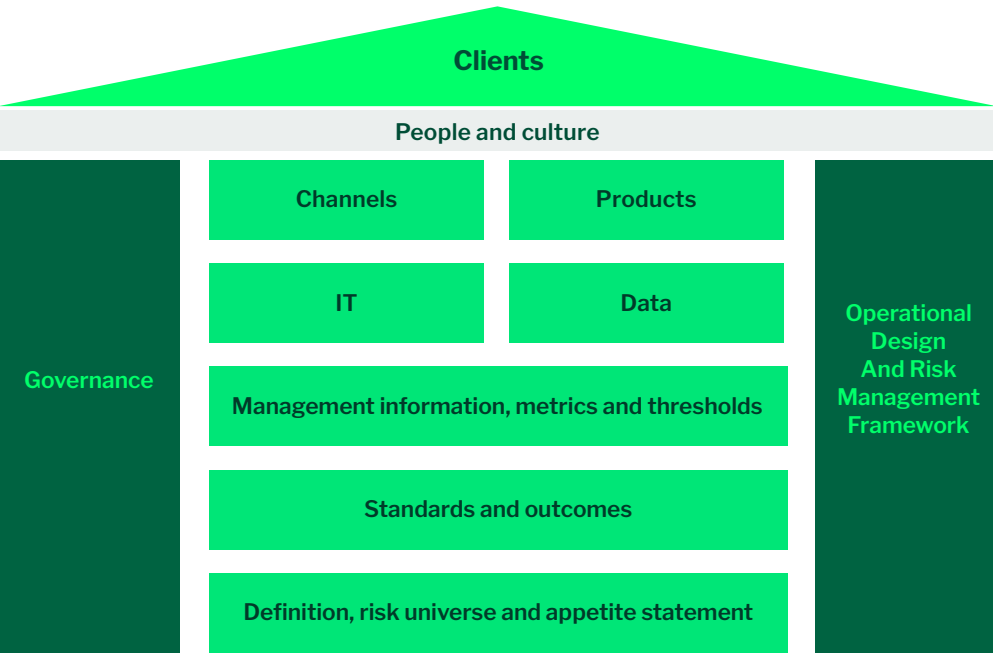 Clients
People and culture
Channels
Products
IT
Data
Governance
Management information, metrics and thresholds
Standards and outcomes
Definition, risk universe and appetite statement
Operational
Design
And Risk
Management
Framework